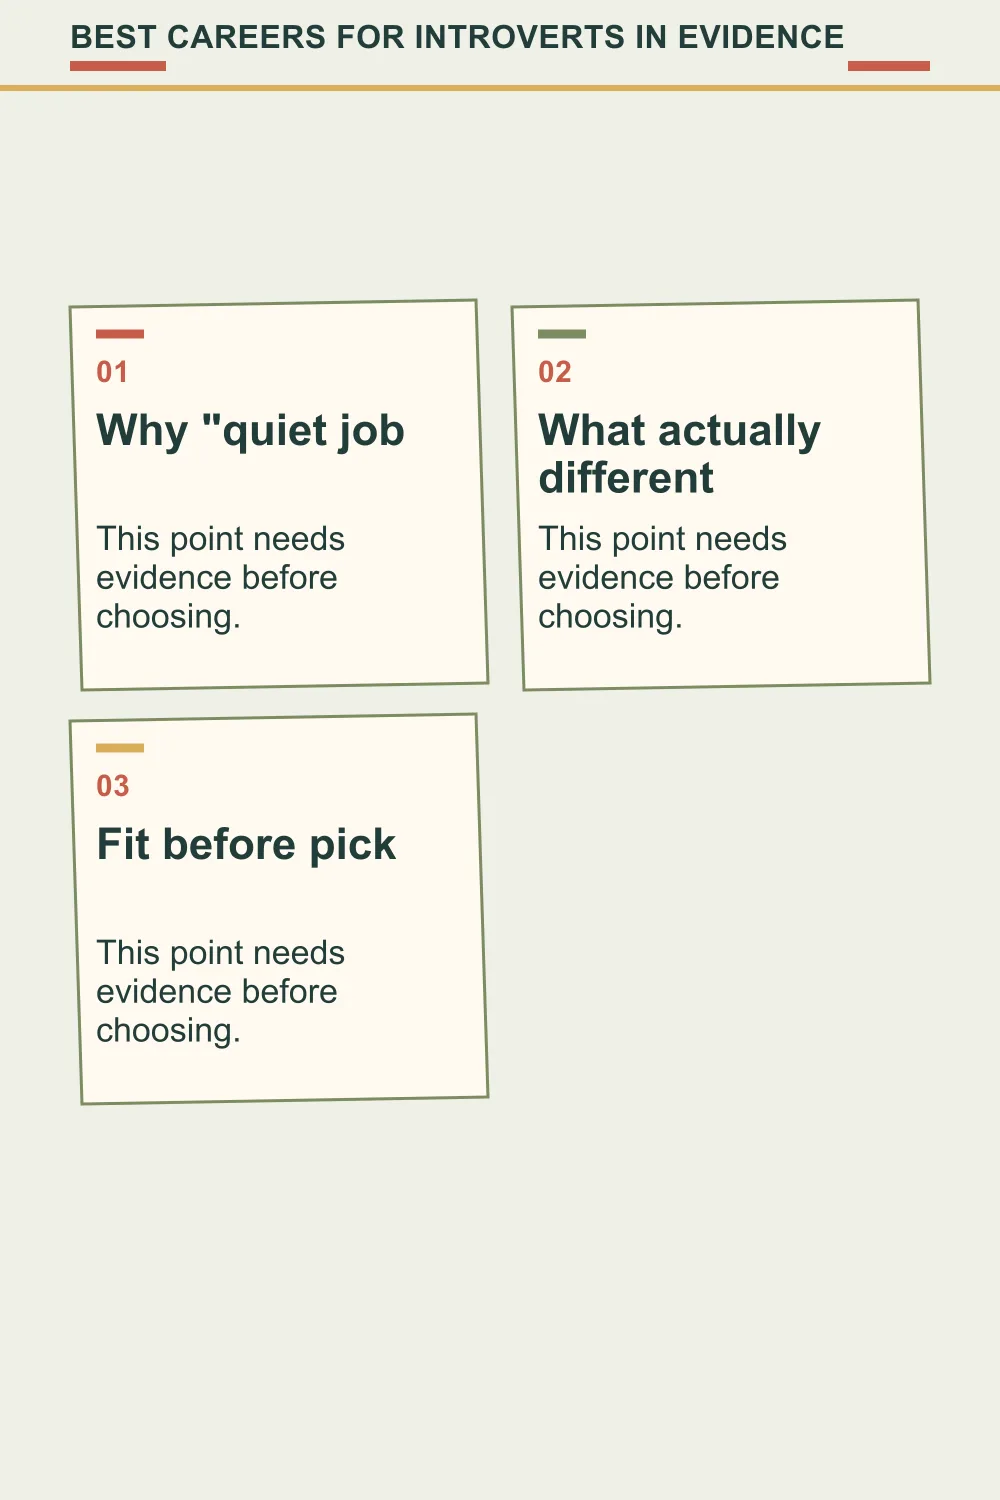 BEST CAREERS FOR INTROVERTS IN EVIDENCE
01
Why "quiet job
This point needs
evidence before
choosing.
02
What actually
different
This point needs
evidence before
choosing.
03
Fit before pick
This point needs
evidence before
choosing.